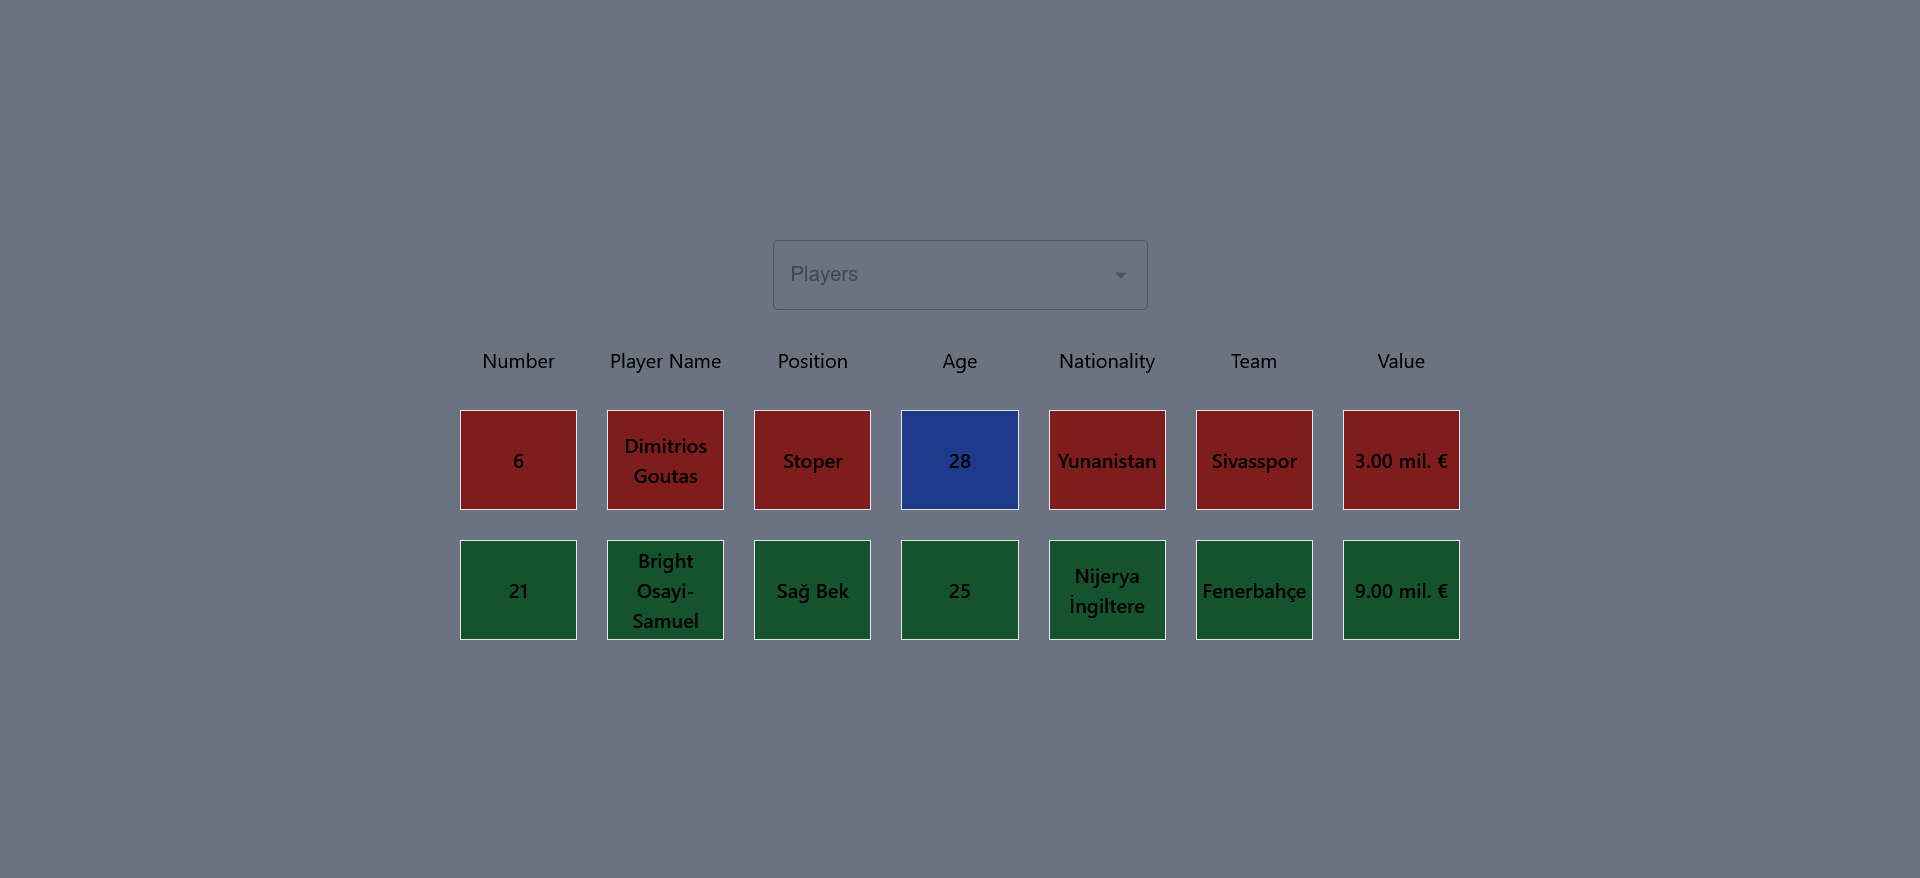 Players
Number Player Name Position Age Nationality Team Value
6 Dimitrios Goutas Stoper 28 Yunanistan Sivasspor 3.00 mil. €
21 Bright Osayi-Samuel Sağ Bek 25 Nijerya İngiltere Fenerbahçe 9.00 mil. €